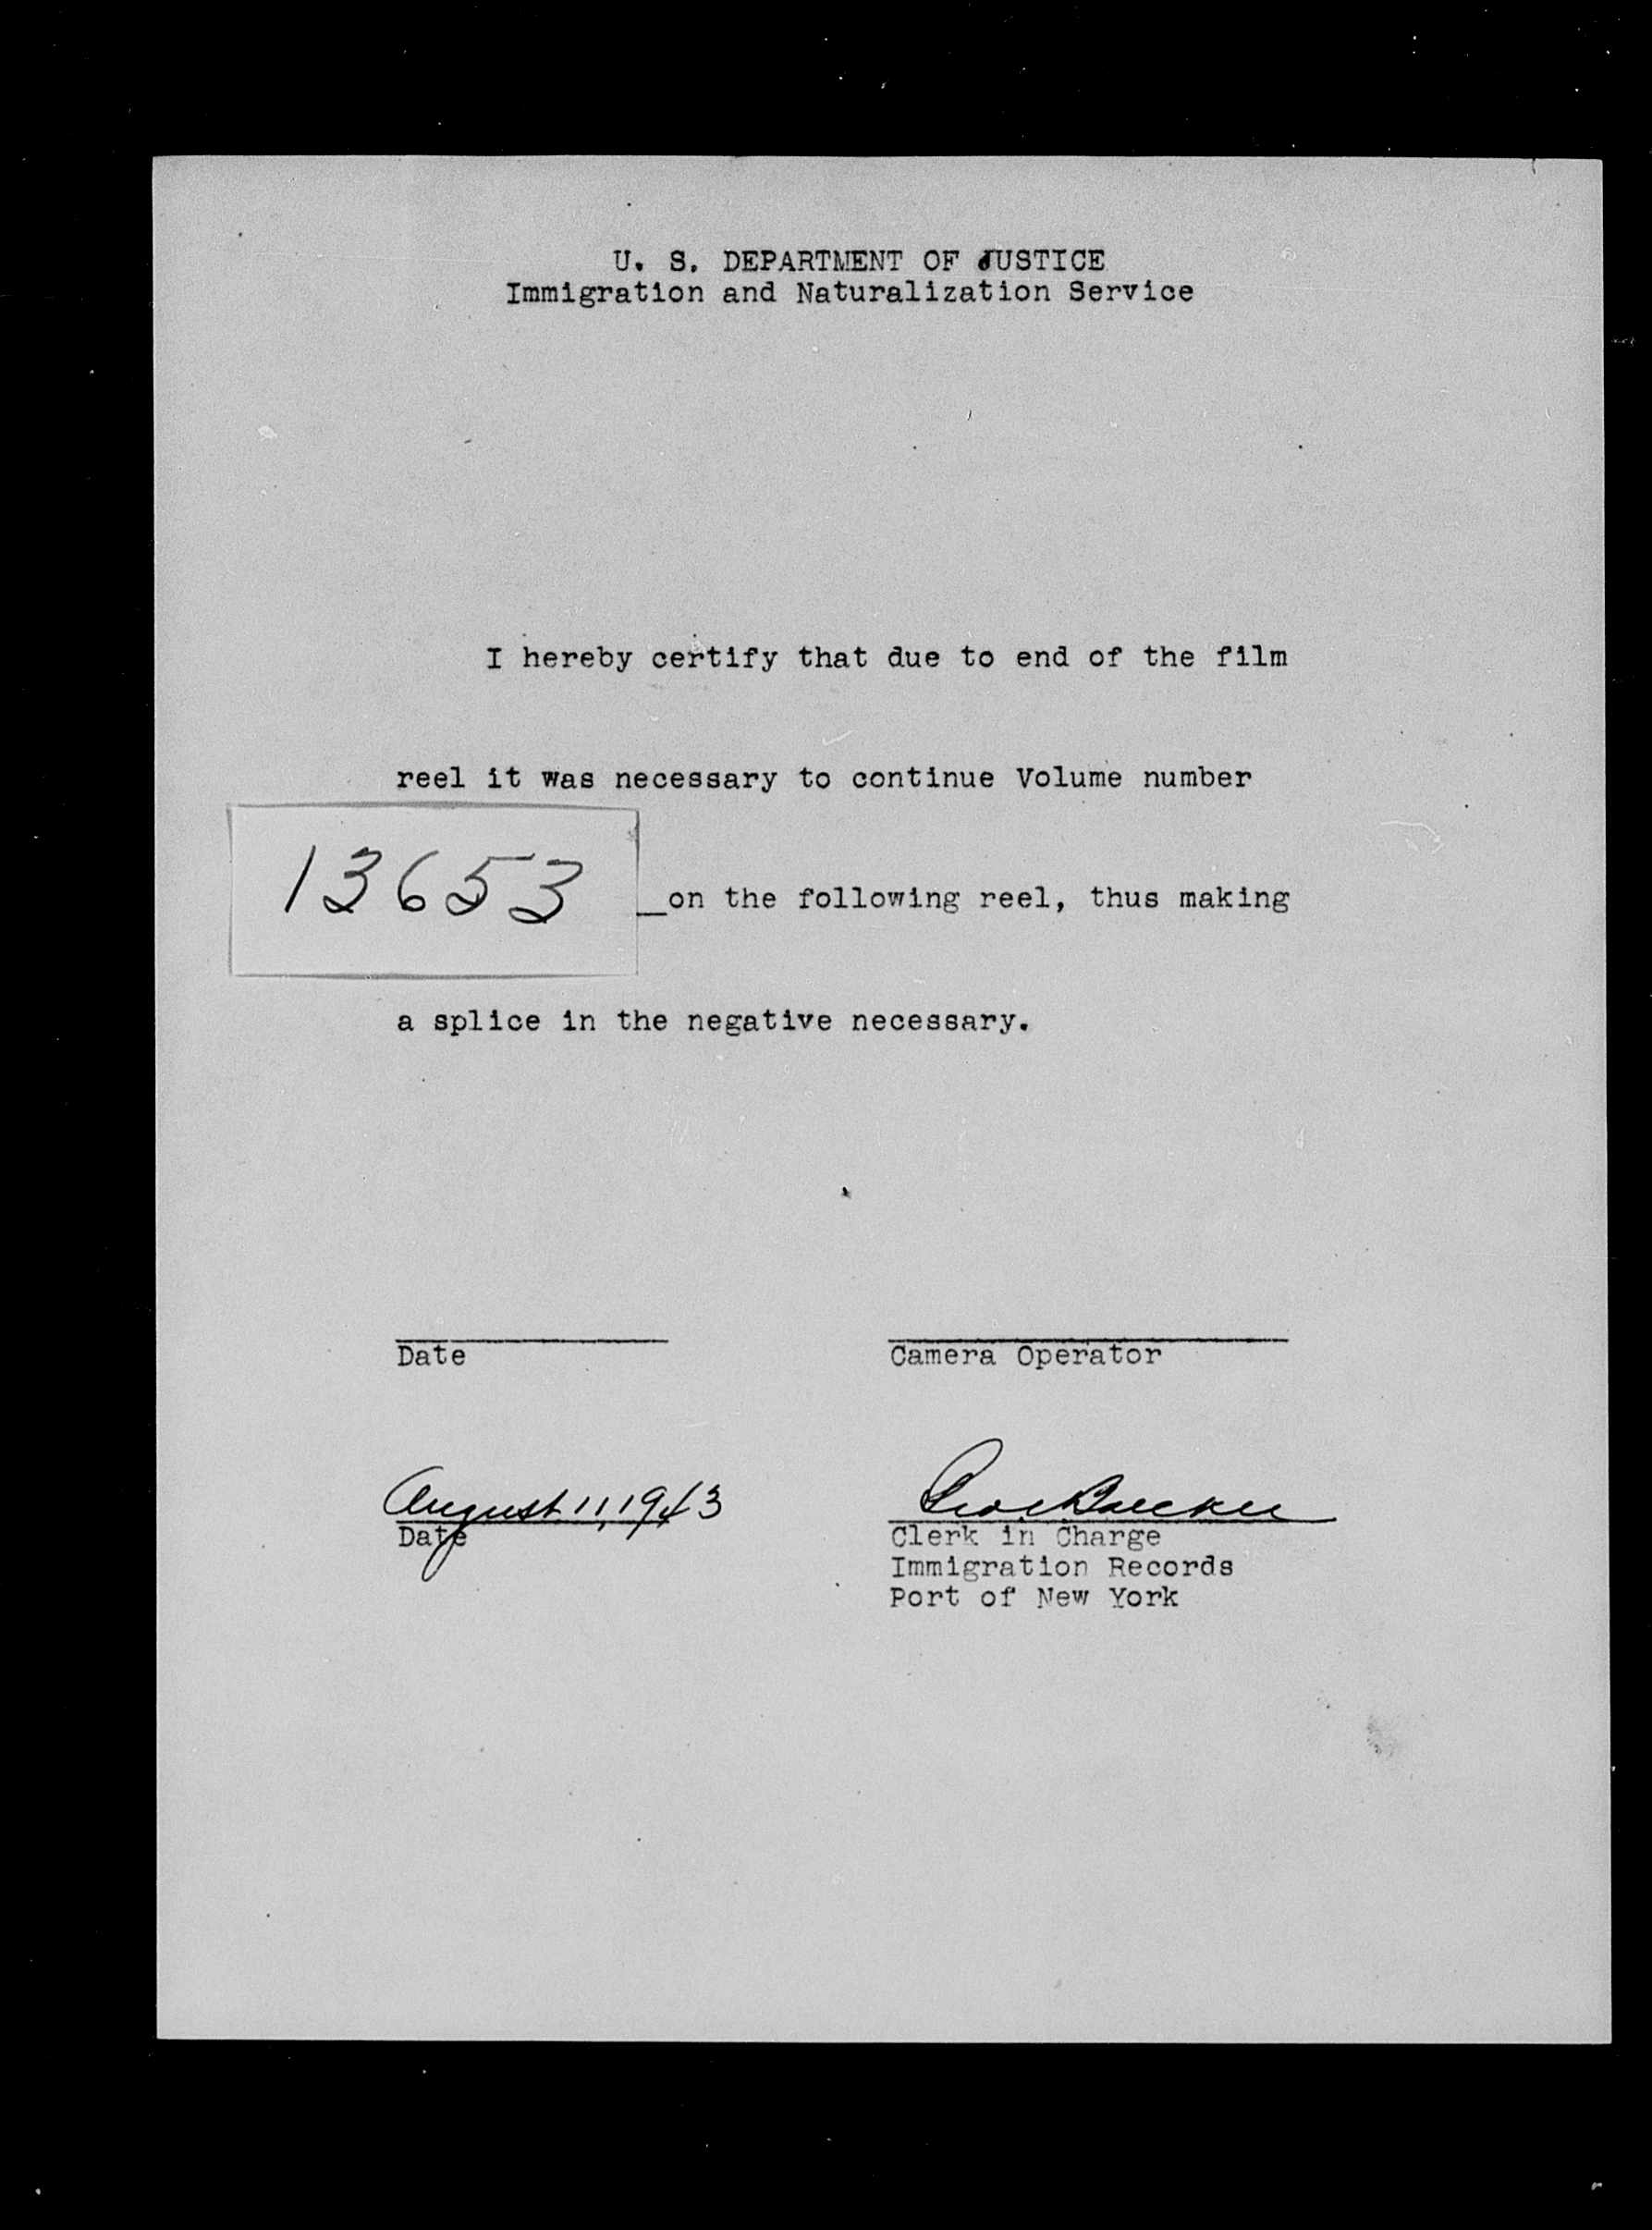 U. S. DEPARTMENT OF JUSTICE
Immigration and Naturalization Service
I hereby certify that due to end of the film
reel it was necessary to continue Volume number
13653 _on the following reel, thus making
a splice in the negative necessary.
Date Camera Operator
August 11, 1943
Date Clerk in Charge
Immigration Records
Port of New York